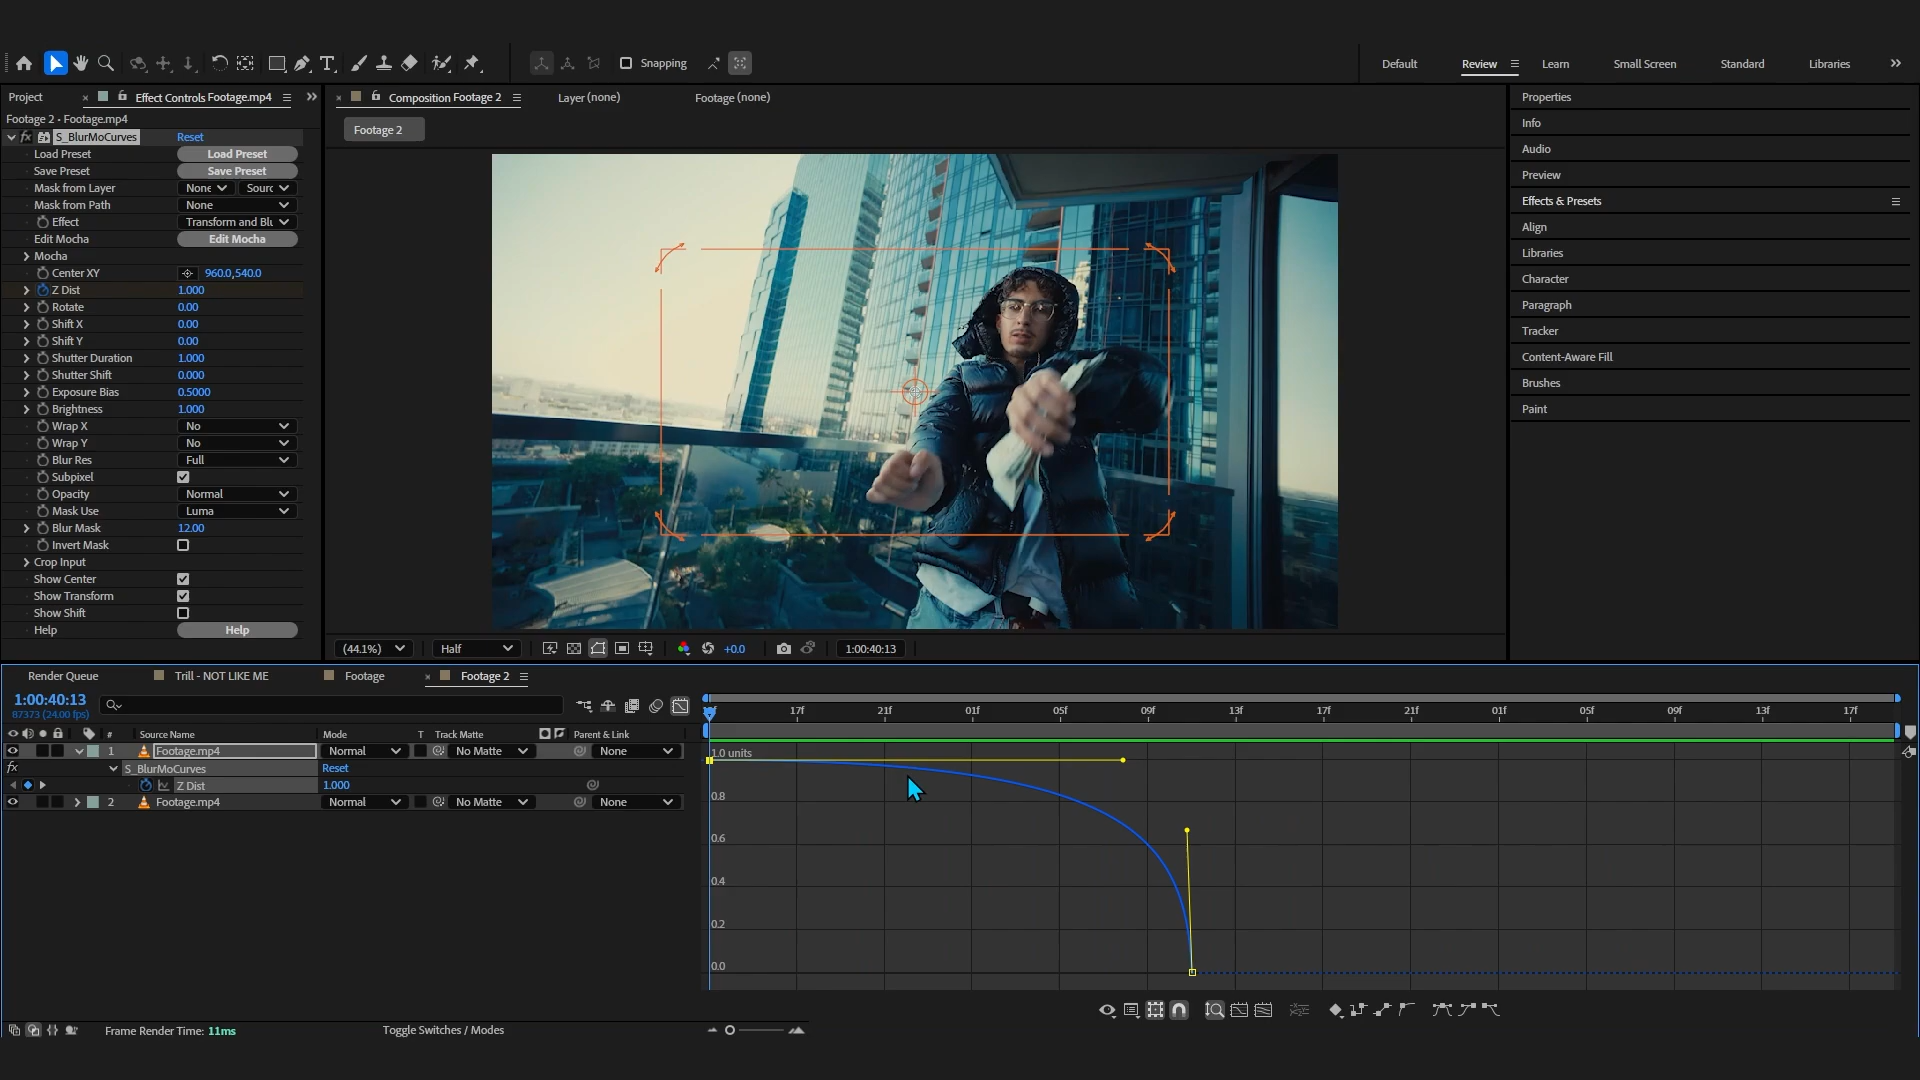 Snapping
Default
Review
Learn
Small Screen
Standard
Libraries
Project
Effect Controls Footage.mp4
Composition Footage 2
Layer (none)
Footage (none)
Footage 2 • Footage.mp4
Footage 2
fx S_BlurMoCurves Reset
Load Preset Load Preset
Save Preset Save Preset
Mask from Layer None Sourc
Mask from Path None
Effect Transform and Blu
Edit Mocha Edit Mocha
Mocha
Center XY 960.0,540.0
Z Dist 1.000
Rotate 0.00
Shift X 0.00
Shift Y 0.00
Shutter Duration 1.000
Shutter Shift 0.000
Exposure Bias 0.5000
Brightness 1.000
Wrap X No
Wrap Y No
Blur Res Full
Subpixel
Opacity Normal
Mask Use Luma
Blur Mask 12.00
Invert Mask
Crop Input
Show Center
Show Transform
Show Shift
Help Help
(44.1%) Half +0.0 1:00:40:13
Properties
Info
Audio
Preview
Effects & Presets
Align
Libraries
Character
Paragraph
Tracker
Content-Aware Fill
Brushes
Paint
Render Queue
Trill - NOT LIKE ME
Footage
Footage 2
1:00:40:13
87373 (24.00 fps)
# Source Name Mode T Track Matte Parent & Link
1 Footage.mp4 Normal No Matte None
fx S_BlurMoCurves Reset
Z Dist 1.000
2 Footage.mp4 Normal No Matte None
17f 21f 01f 05f 09f 13f 17f 21f 01f 05f 09f 13f 17f
1.0 units
0.8
0.6
0.4
0.2
0.0
Frame Render Time: 11ms
Toggle Switches / Modes